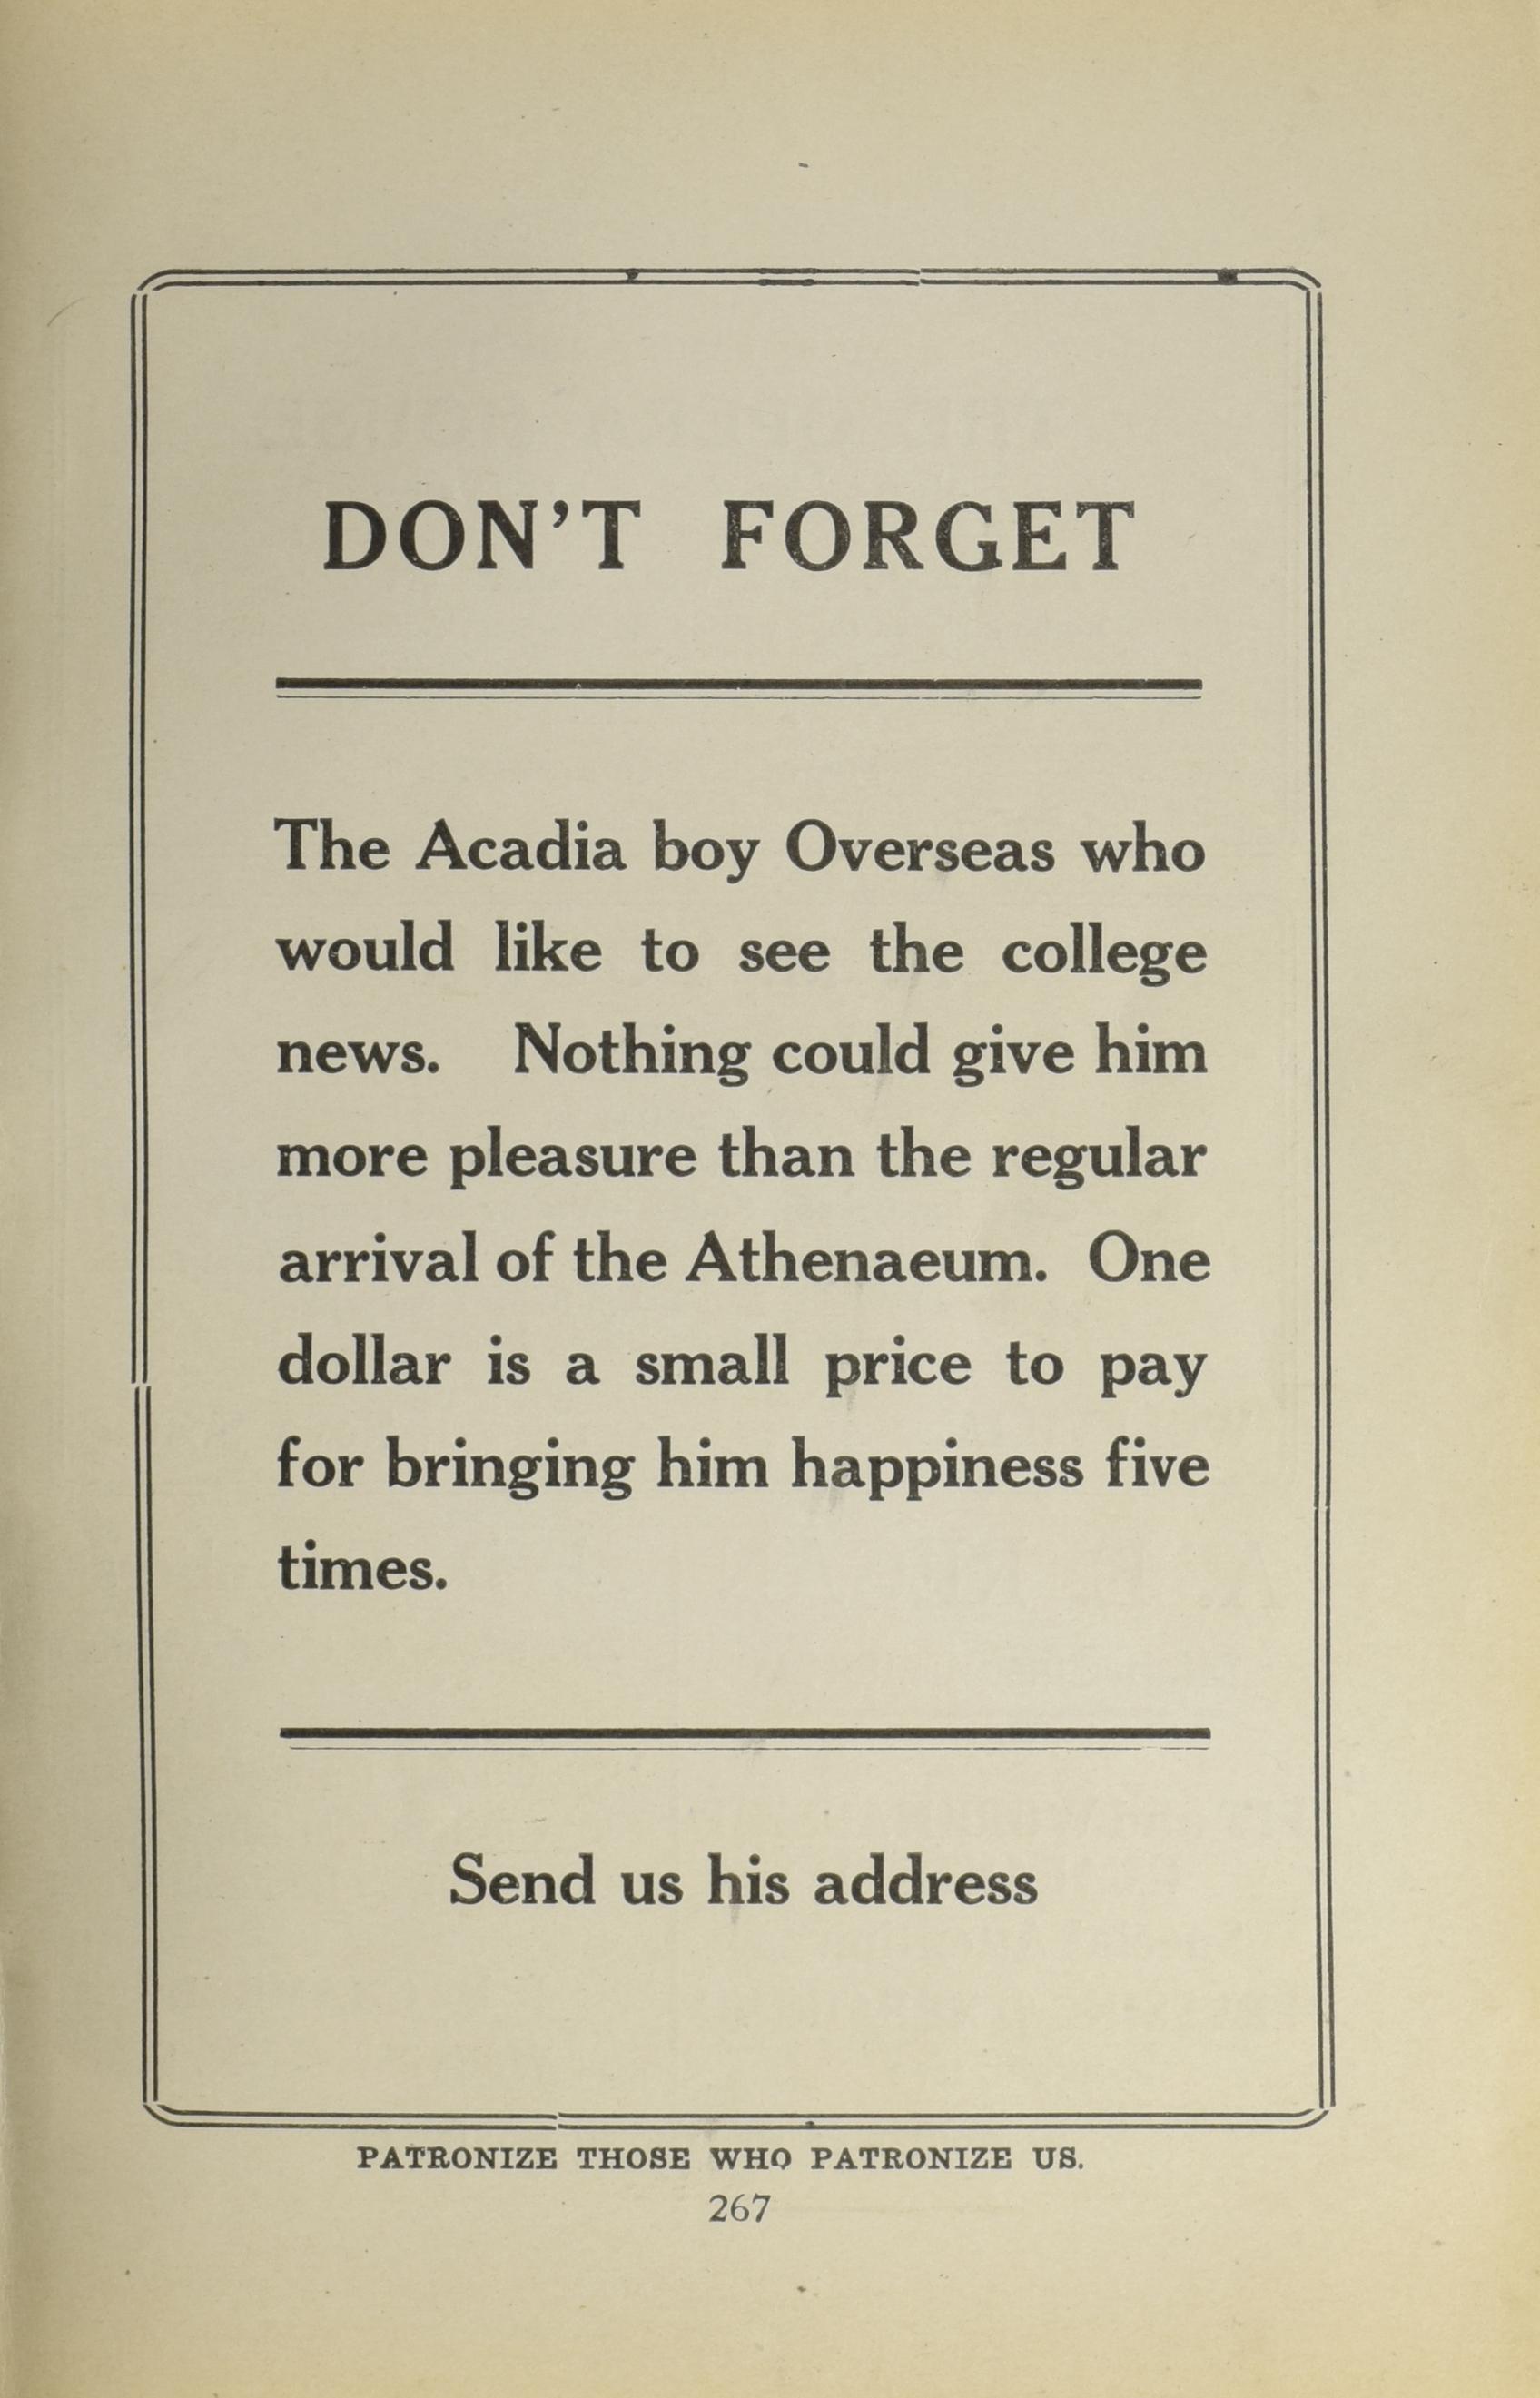 DON'T FORGET
The Acadia boy Overseas who
would like to see the college
news. Nothing could give him
more pleasure than the regular
arrival of the Athenaeum. One
dollar is a small price to pay
for bringing him happiness five
times.
Send us his address
PATRONIZE THOSE WHO PATRONIZE US.
267